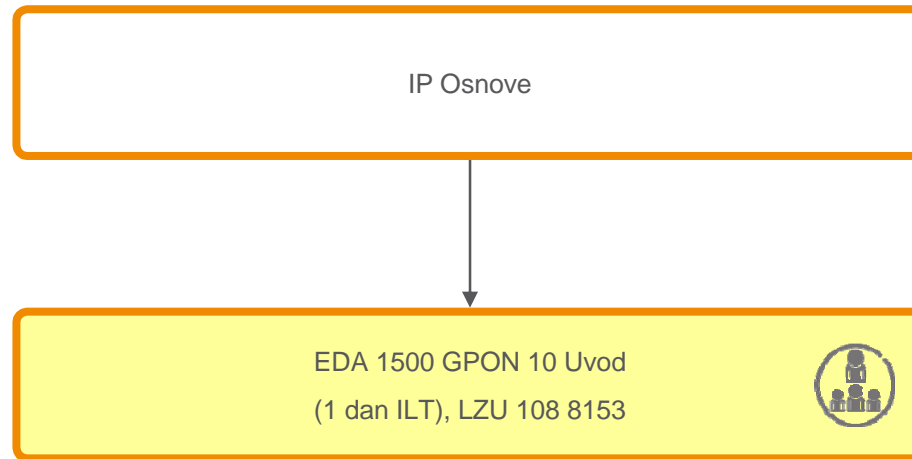 IP Osnove
EDA 1500 GPON 10 Uvod
(1 dan ILT), LZU 108 8153